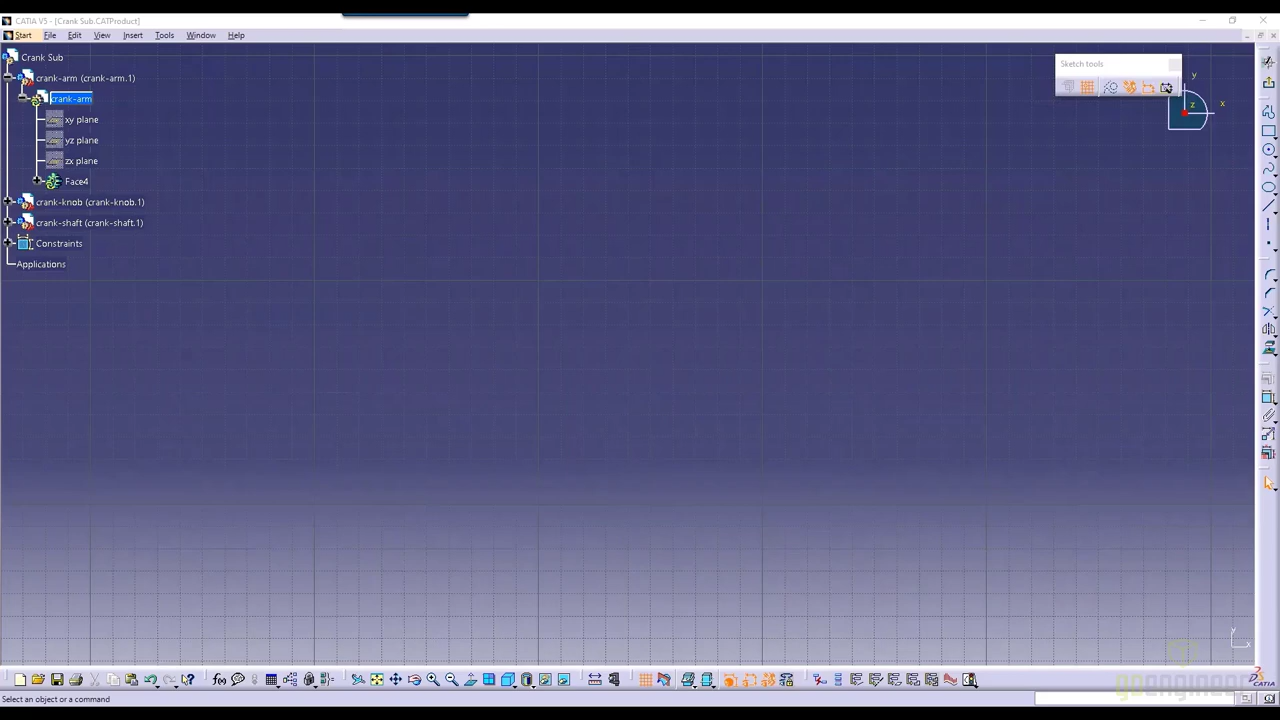 CATIA V5 - [Crank Sub.CATProduct]
Start File Edit View Insert Tools Window Help
Crank Sub
crank-arm (crank-arm.1)
crank-arm
xy plane
yz plane
zx plane
Face4
crank-knob (crank-knob.1)
crank-shaft (crank-shaft.1)
Constraints
Applications
Sketch tools
y
x
z
y
x
f(x)
goengineer
CATIA
Select an object or a command